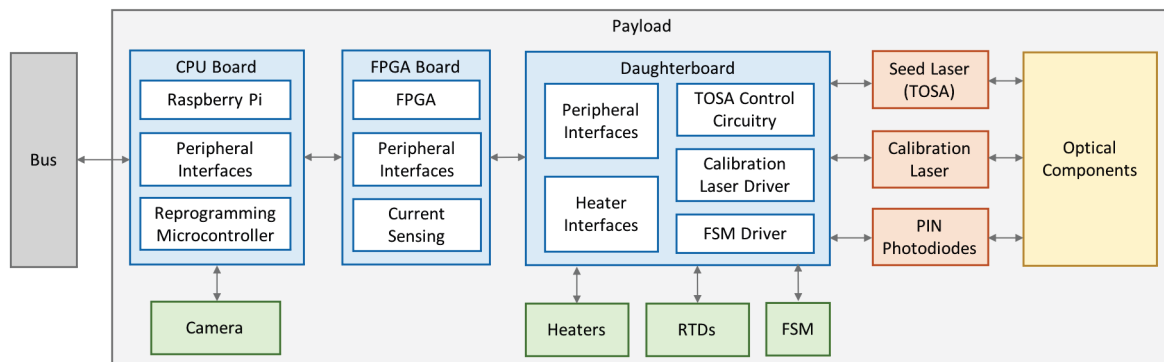 Payload
Bus
CPU Board
Raspberry Pi
Peripheral
Interfaces
Reprogramming
Microcontroller
Camera
FPGA Board
FPGA
Peripheral
Interfaces
Current
Sensing
Daughterboard
Peripheral
Interfaces
Heater
Interfaces
TOSA Control
Circuitry
Calibration
Laser Driver
FSM Driver
Heaters
RTDs
FSM
Seed Laser
(TOSA)
Calibration
Laser
PIN
Photodiodes
Optical
Components